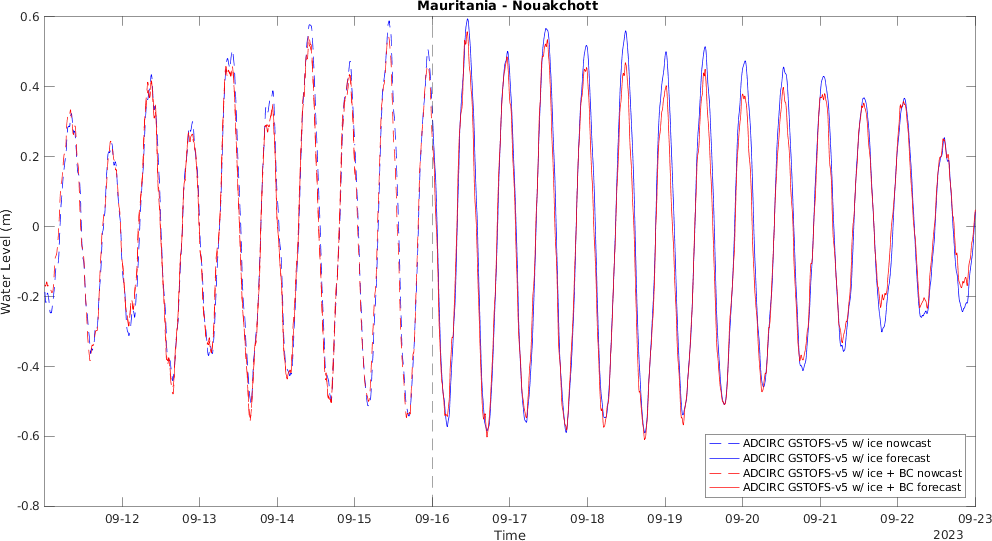 Mauritania - Nouakchott
0.6
0.4
0.2
0
-0.2
-0.4
-0.6
-0.8
Water Level (m)
ADCIRC GSTOFS-v5 w/ ice nowcast
ADCIRC GSTOFS-v5 w/ ice forecast
ADCIRC GSTOFS-v5 w/ ice + BC nowcast
ADCIRC GSTOFS-v5 w/ ice + BC forecast
09-12 09-13 09-14 09-15 09-16 09-17 09-18 09-19 09-20 09-21 09-22 09-23
Time
2023